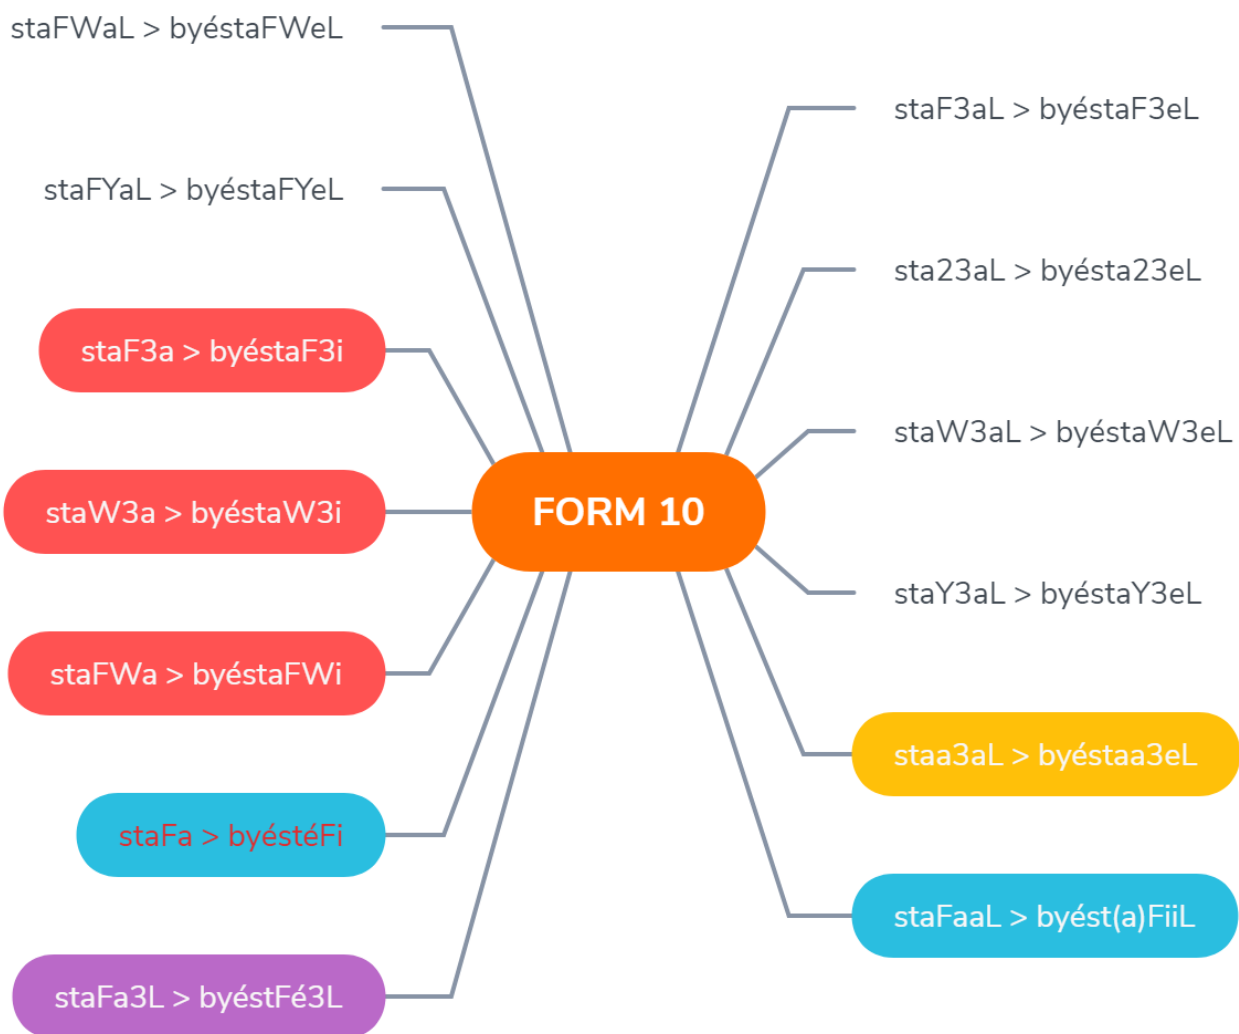 staFWaL > byéstaFWeL
staFYaL > byéstaFYeL
staF3a > byéstaF3i
staW3a > byéstaW3i
staFWa > byéstaFWi
staFa > byéstéFi
staFa3L > byéstFé3L
FORM 10
staF3aL > byéstaF3eL
sta23aL > byésta23eL
staW3aL > byéstaW3eL
staY3aL > byéstaY3eL
staa3aL > byéstaa3eL
staFaaL > byést(a)FiiL